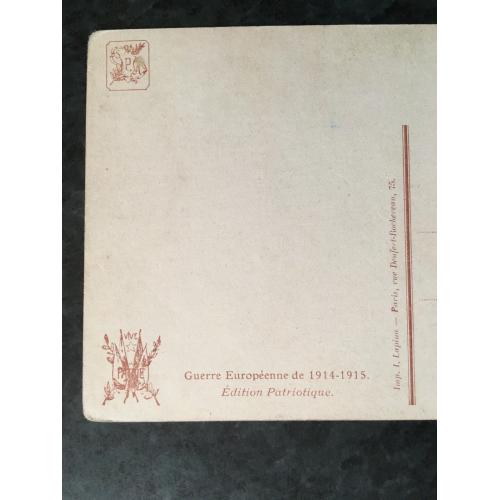 VIVE
PATRIE
Guerre Européenne de 1914-1915.
Édition Patriotique.
Imp. I. Lapina — Paris, rue Denfert-Rochereau, 75.